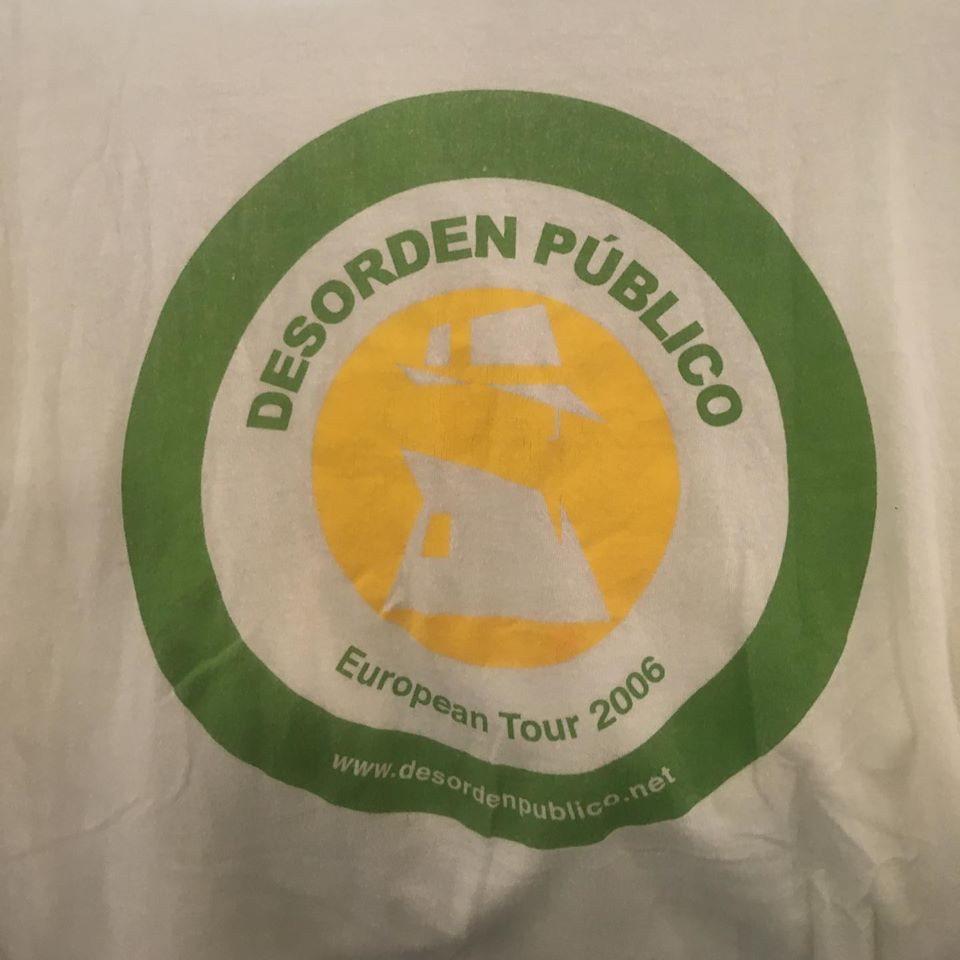 DESORDEN PÚBLICO
European Tour 2006
www.desordenpublico.net